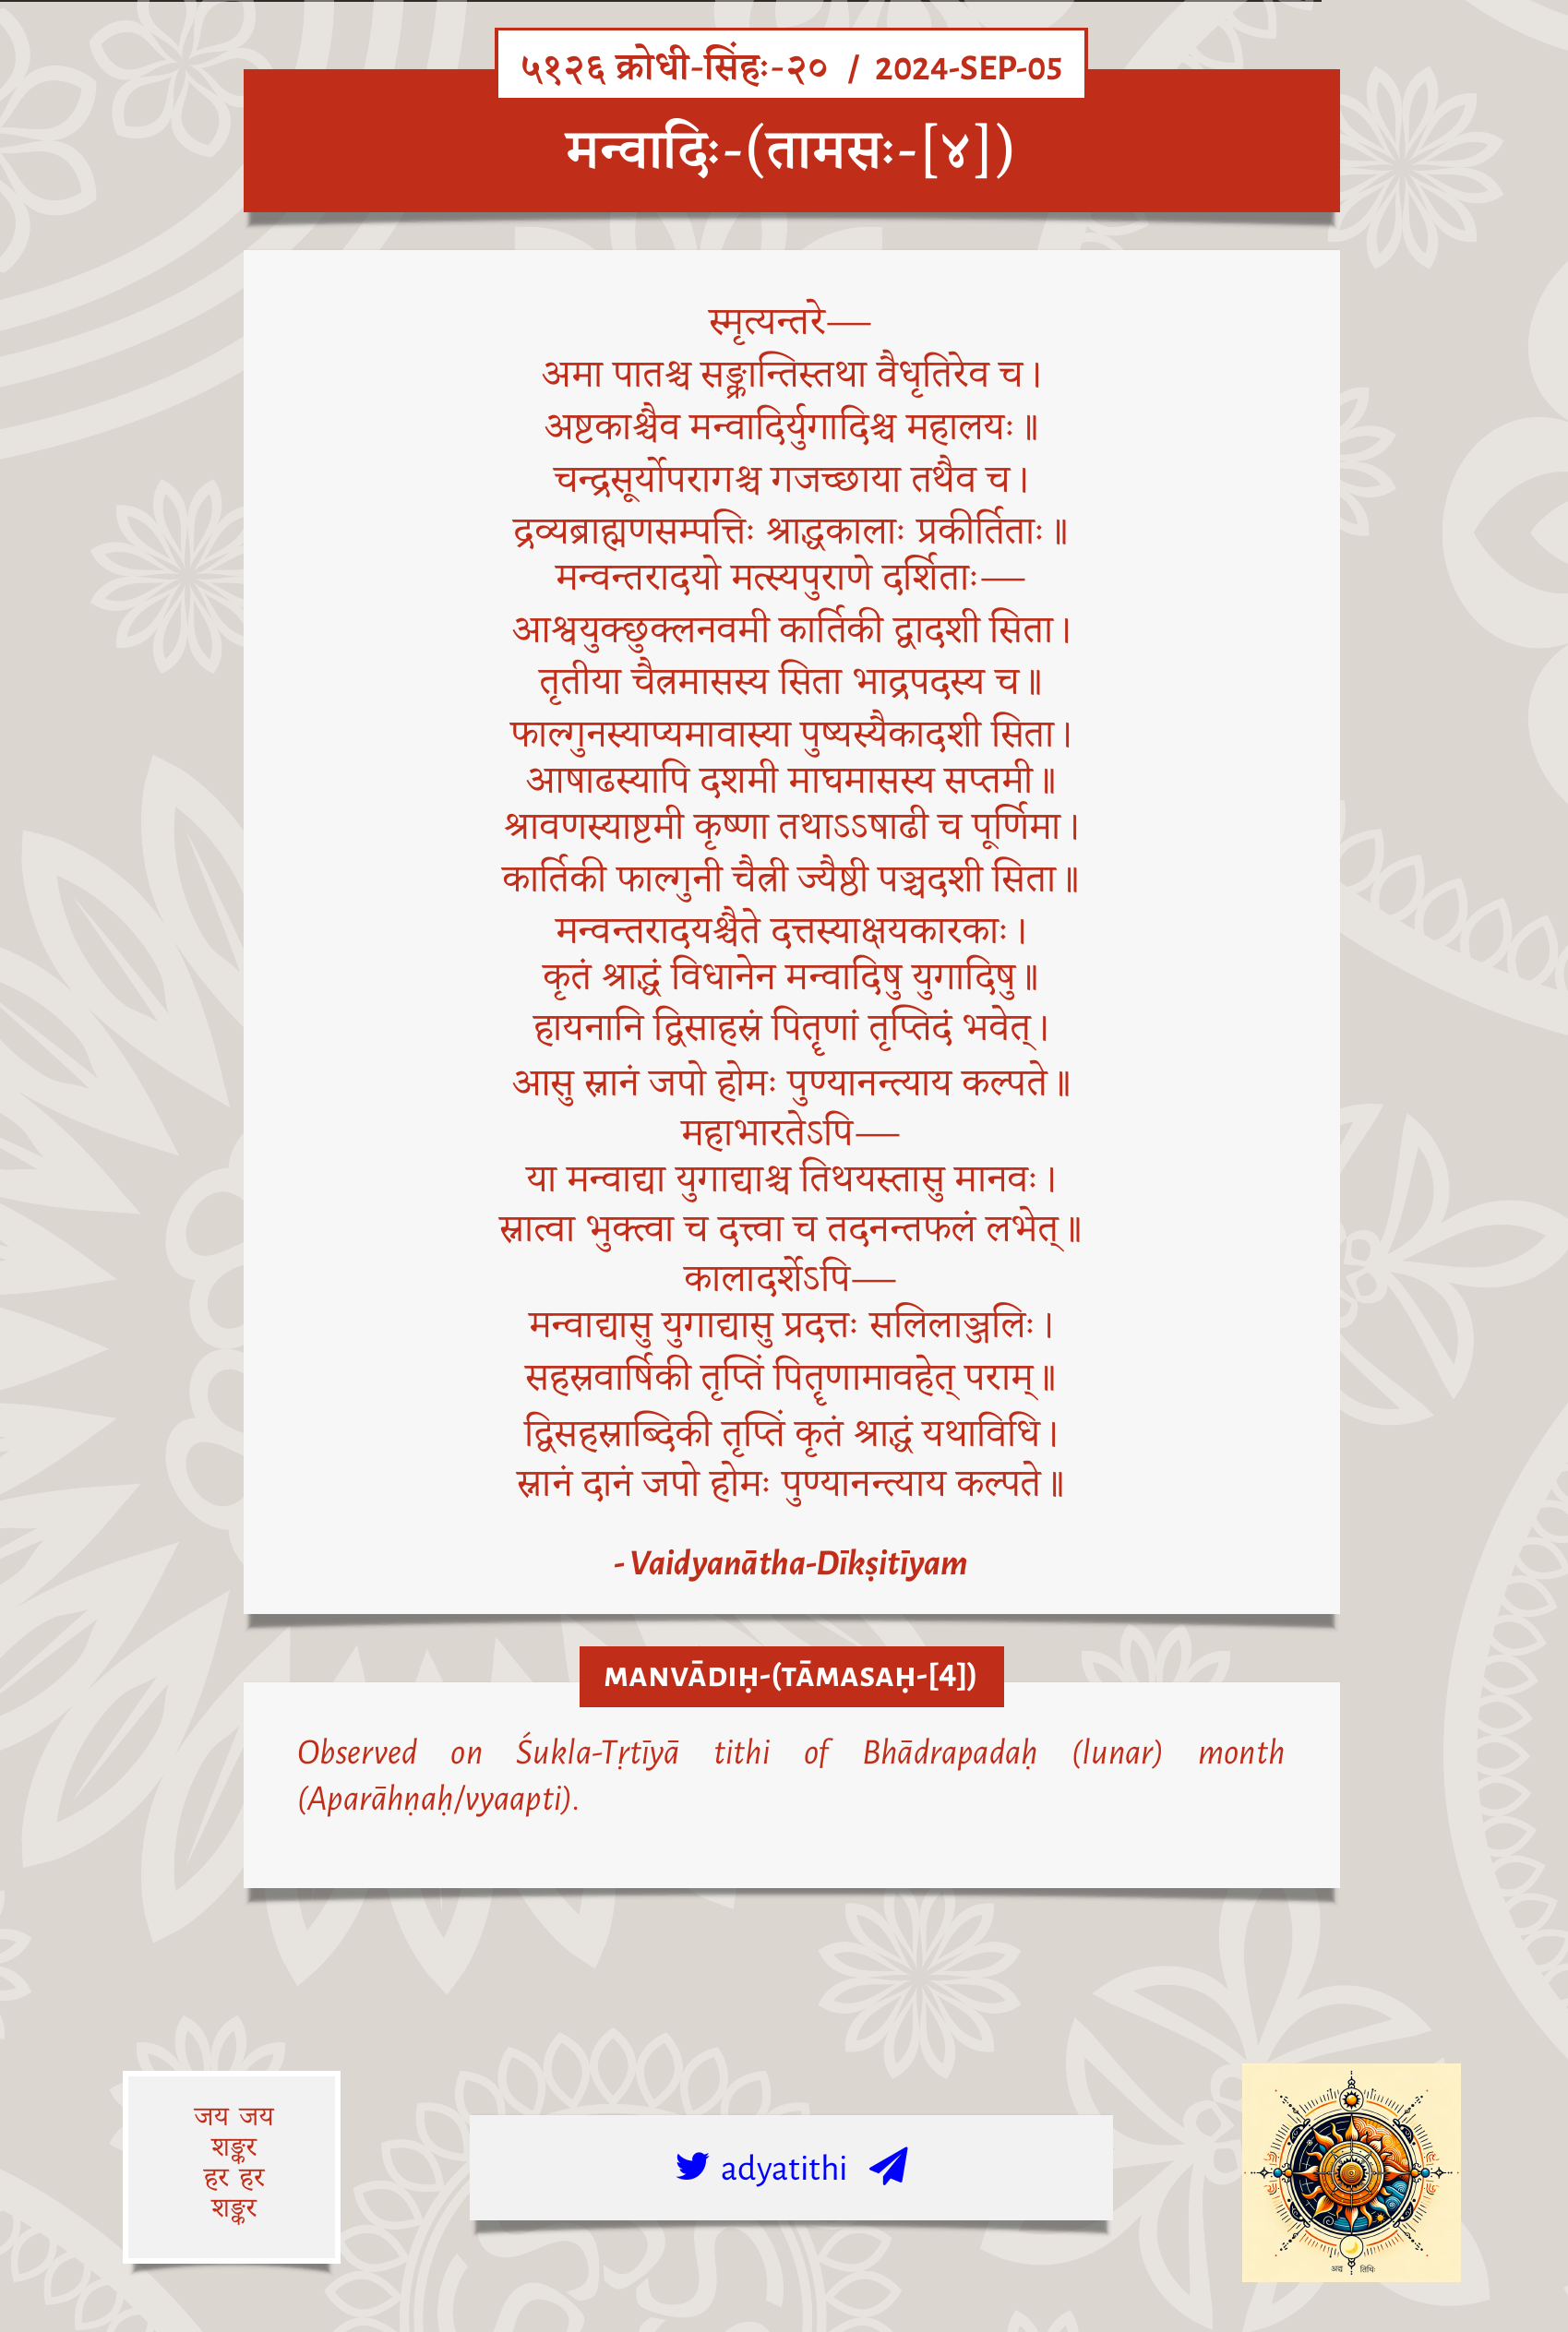 ५१२६ क्रोधी-सिंहः-२० / 2024-SEP-05
मन्वादिः-(तामसः-[४])
स्मृत्यन्तरे—
अमा पातश्च सङ्क्रान्तिस्तथा वैधृतिरेव च।
अष्टकाश्चैव मन्वादिर्युगादिश्च महालयः॥
चन्द्रसूर्योपरागश्च गजच्छाया तथैव च।
द्रव्यब्राह्मणसम्पत्तिः श्राद्धकालाः प्रकीर्तिताः॥
मन्वन्तरादयो मत्स्यपुराणे दर्शिताः—
आश्वयुक्छुक्लनवमी कार्तिकी द्वादशी सिता।
तृतीया चैत्रमासस्य सिता भाद्रपदस्य च॥
फाल्गुनस्याप्यमावास्या पुष्यस्यैकादशी सिता।
आषाढस्यापि दशमी माघमासस्य सप्तमी॥
श्रावणस्याष्टमी कृष्णा तथाऽऽषाढी च पूर्णिमा।
कार्तिकी फाल्गुनी चैत्री ज्यैष्ठी पञ्चदशी सिता॥
मन्वन्तरादयश्चैते दत्तस्याक्षयकारकाः।
कृतं श्राद्धं विधानेन मन्वादिषु युगादिषु॥
हायनानि द्विसाहस्रं पितॄणां तृप्तिदं भवेत्।
आसु स्नानं जपो होमः पुण्यानन्त्याय कल्पते॥
महाभारतेऽपि—
या मन्वाद्या युगाद्याश्च तिथयस्तासु मानवः।
स्नात्वा भुक्त्वा च दत्त्वा च तदनन्तफलं लभेत्॥
कालादर्शेऽपि—
मन्वाद्यासु युगाद्यासु प्रदत्तः सलिलाञ्जलिः।
सहस्रवार्षिकी तृप्तिं पितॄणामावहेत् पराम्॥
द्विसहस्राब्दिकी तृप्तिं कृतं श्राद्धं यथाविधि।
स्नानं दानं जपो होमः पुण्यानन्त्याय कल्पते॥
- Vaidyanātha-Dīkṣitīyam
MANVĀDIḤ-(TĀMASAḤ-[4])
Observed on Śukla-Tṛtīyā tithi of Bhādrapadaḥ (lunar) month
(Aparāhṇaḥ/vyaapti).
जय जय
शङ्कर
हर हर
शङ्कर
adyatithi
अद्य तिथिः